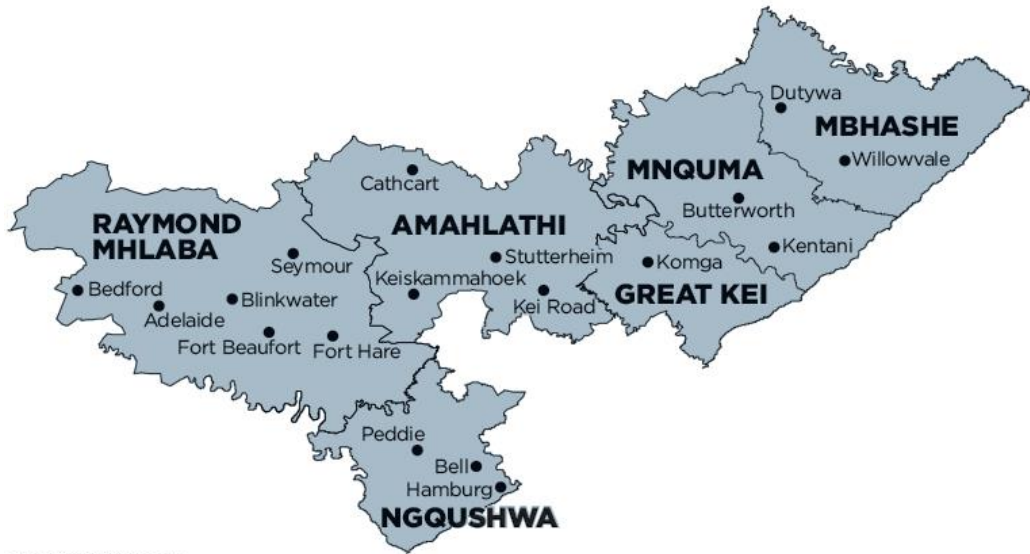 Dutywa
MBHASHE
Willowvale
MNQUMA
Butterworth
Kentani
Cathcart
AMAHLATHI
Stutterheim
Keiskammahoek
Kei Road
Komga
GREAT KEI
RAYMOND
MHLABA
Seymour
Bedford
Blinkwater
Adelaide
Fort Beaufort
Fort Hare
Peddie
Bell
Hamburg
NGQUSHWA